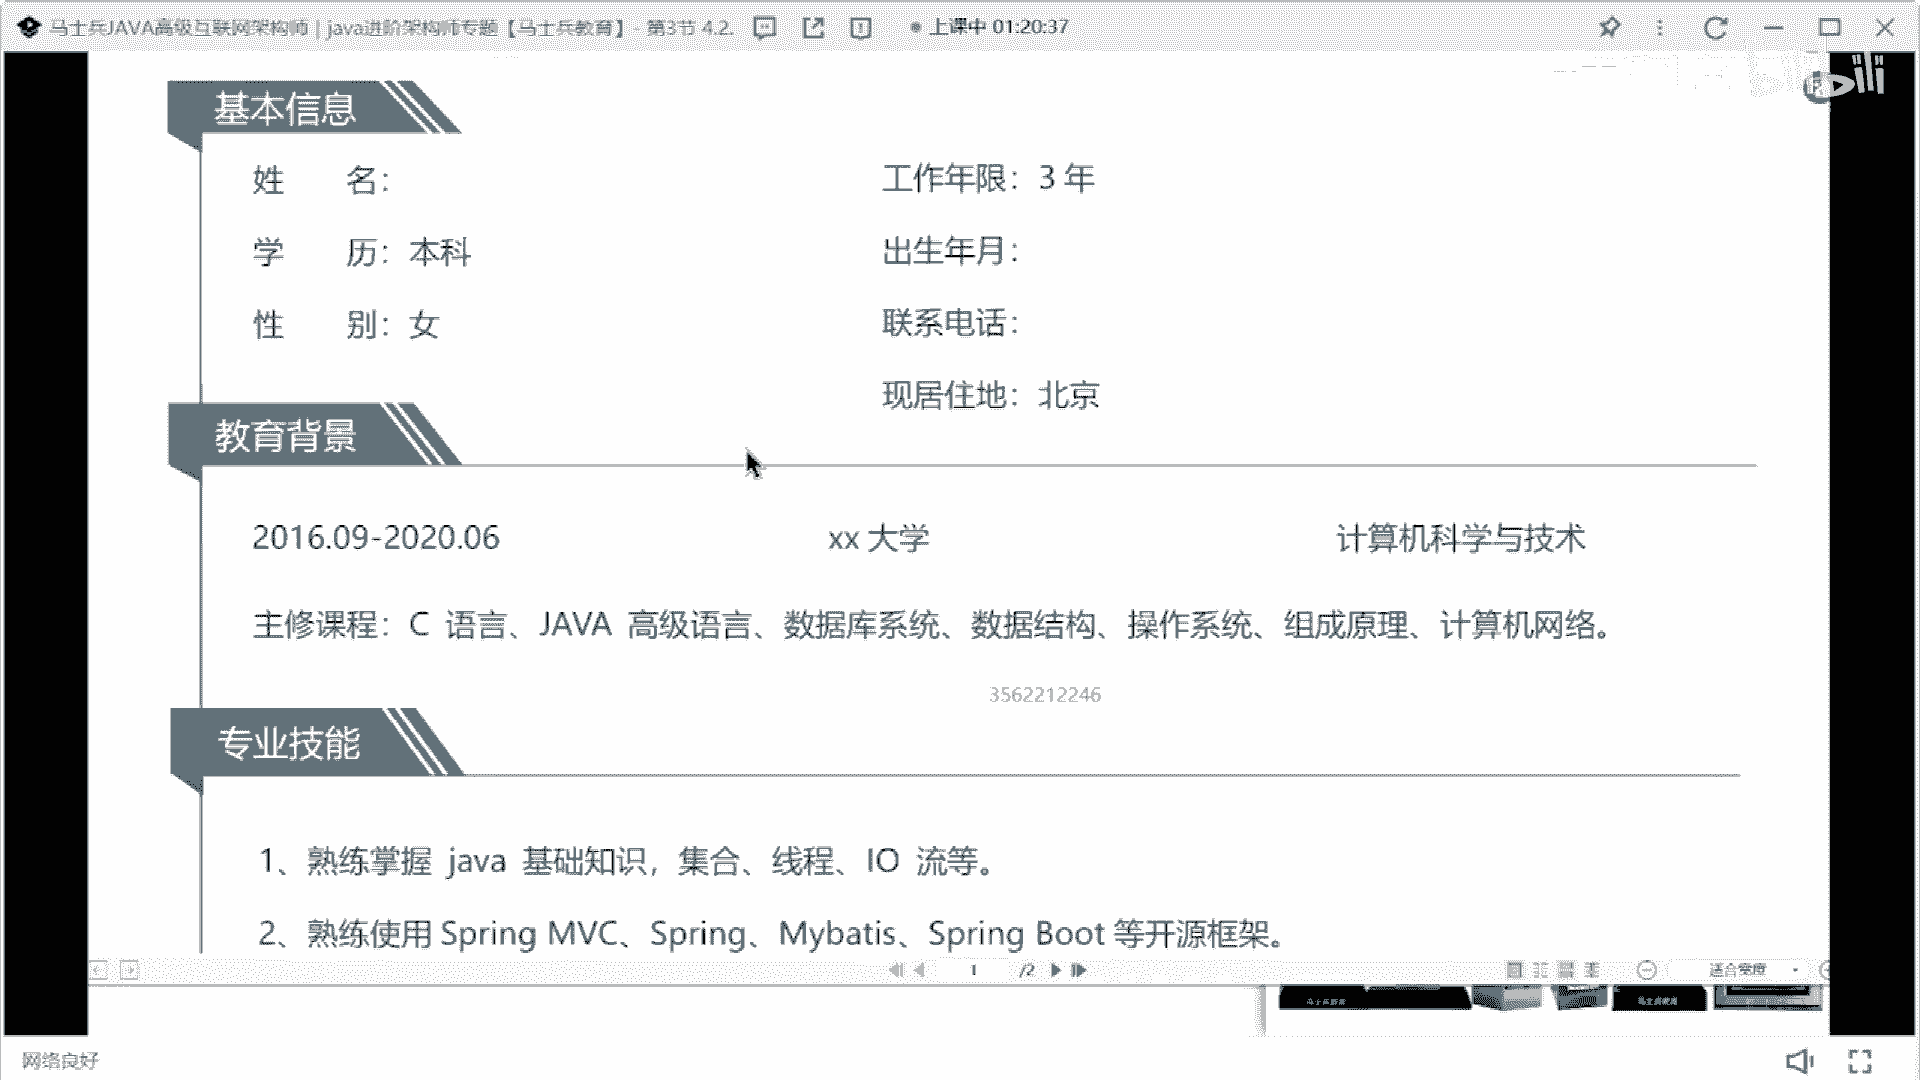 马士兵JAVA高级互联网架构师 | java进阶架构师专题【马士兵教育】 - 第3节 4.2. 上课中 01:20:37
基本信息
姓 名： 工作年限：3 年
学 历：本科 出生年月：
性 别：女 联系电话：
现居住地：北京
教育背景
2016.09-2020.06 xx 大学 计算机科学与技术
主修课程：C 语言、JAVA 高级语言、数据库系统、数据结构、操作系统、组成原理、计算机网络。
3562212246
专业技能
1、熟练掌握 java 基础知识，集合、线程、IO 流等。
2、熟练使用 Spring MVC、Spring、Mybatis、Spring Boot 等开源框架。
1 /2 适合宽度
网络良好